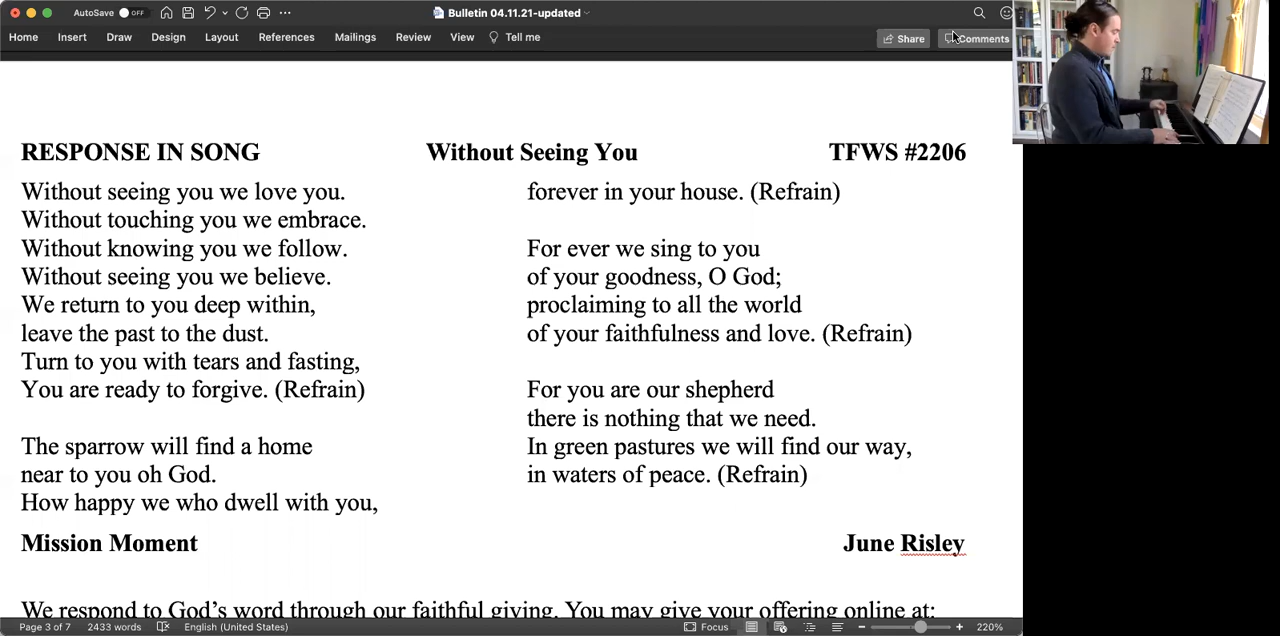 AutoSave OFF
Bulletin 04.11.21-updated
Home Insert Draw Design Layout References Mailings Review View Tell me
Share Comments
RESPONSE IN SONG Without Seeing You TFWS #2206
Without seeing you we love you.
Without touching you we embrace.
Without knowing you we follow.
Without seeing you we believe.
We return to you deep within,
leave the past to the dust.
Turn to you with tears and fasting,
You are ready to forgive. (Refrain)
The sparrow will find a home
near to you oh God.
How happy we who dwell with you,
forever in your house. (Refrain)
For ever we sing to you
of your goodness, O God;
proclaiming to all the world
of your faithfulness and love. (Refrain)
For you are our shepherd
there is nothing that we need.
In green pastures we will find our way,
in waters of peace. (Refrain)
Mission Moment June Risley
We respond to God's word through our faithful giving. You may give your offering online at:
Page 3 of 7 2433 words English (United States) Focus 220%